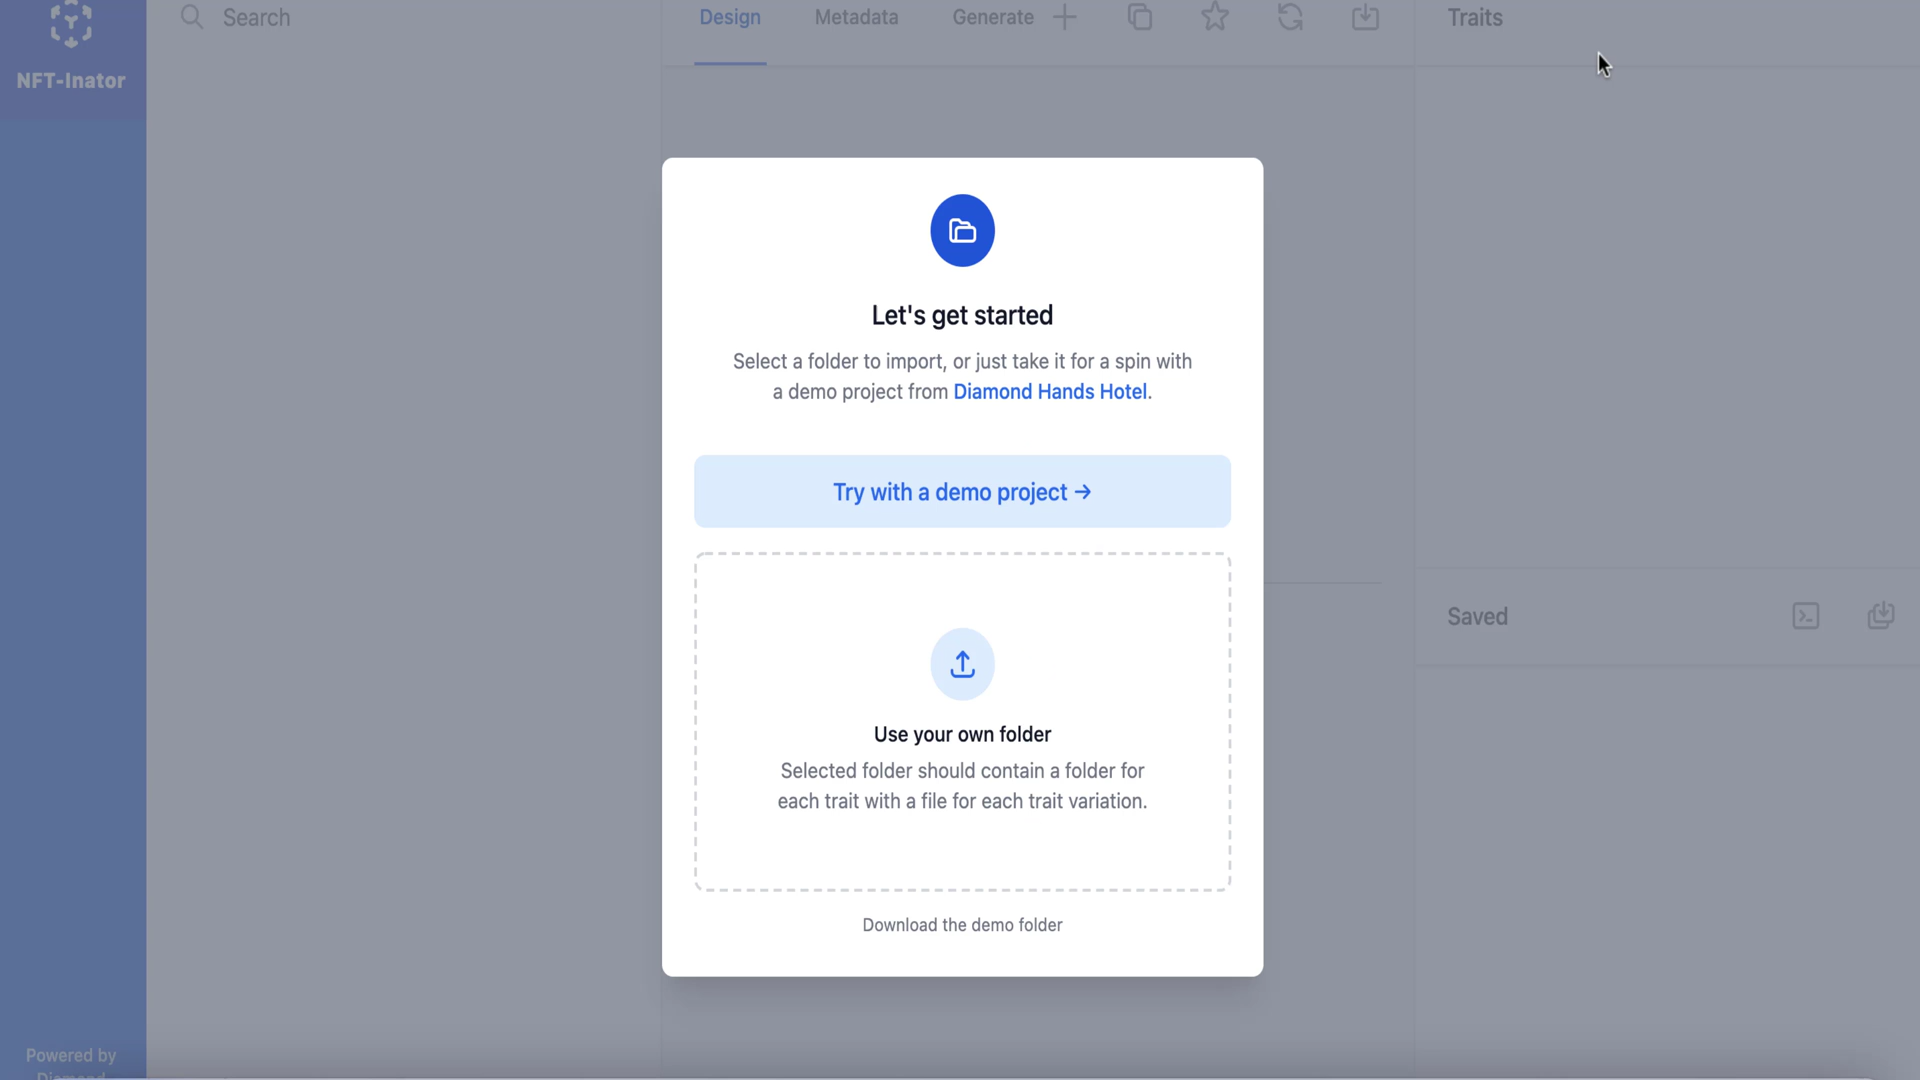 Search
Design
Metadata
Generate
Traits
NFT-Inator
Let's get started
Select a folder to import, or just take it for a spin with
a demo project from Diamond Hands Hotel.
Try with a demo project →
Use your own folder
Selected folder should contain a folder for
each trait with a file for each trait variation.
Download the demo folder
Saved
Powered by
Diamond